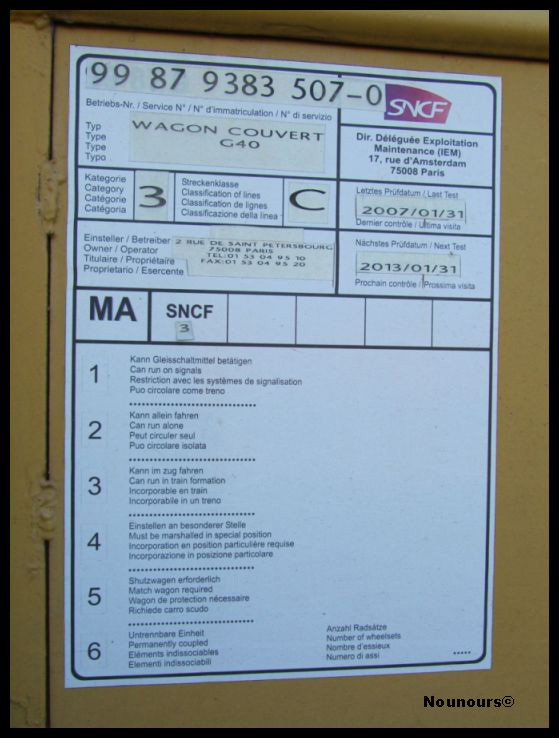 99 87 9383 507-0
SNCF
Betriebs-Nr. / Service N° / N° d'immatriculation / N° di servizio
Typ
Type
Type
Typo
WAGON COUVERT
G40
Dir. Déléguée Exploitation
Maintenance (IEM)
17, rue d'Amsterdam
75008 Paris
Kategorie
Category
Catégorie
Catégoria
3
Streckenklasse
Classification of lines
Classification de lignes
Classificazione della linea
C
Letztes Prüfdatum / Last Test
2007/01/31
Dernier contrôle / Ultima visita
Einsteller / Betreiber
Owner / Operator
Titulaire / Propriétaire
Proprietario / Esercente
2 RUE DE SAINT PETERSBOURG
75008 PARIS
TEL:01 53 04 95 10
FAX:01 53 04 95 20
Nächstes Prüfdatum / Next Test
2013/01/31
Prochain contrôle / Prossima visita
MA
SNCF
3
1
Kann Gleisschaltmittel betätigen
Can run on signals
Restriction avec les systèmes de signalisation
Puo circolare come treno
2
Kann allein fahren
Can run alone
Peut circuler seul
Puo circolare isolata
3
Kann im zug fahren
Can run in train formation
Incorporable en train
Incorporabile in un treno
4
Einstellen an besonderer Stelle
Must be marshalled in special position
Incorporation en position particulière requise
Incorporazione in posizione particolare
5
Shutzwagen erforderlich
Match wagon required
Wagon de protection nécessaire
Richiede carro scudo
6
Untrennbare Einheit
Permanently coupled
Eléments indissociables
Elementi indissociabili
Anzahl Radsätze
Number of wheelsets
Nombre d'essieux
Numero di assi
.....
Nounours©